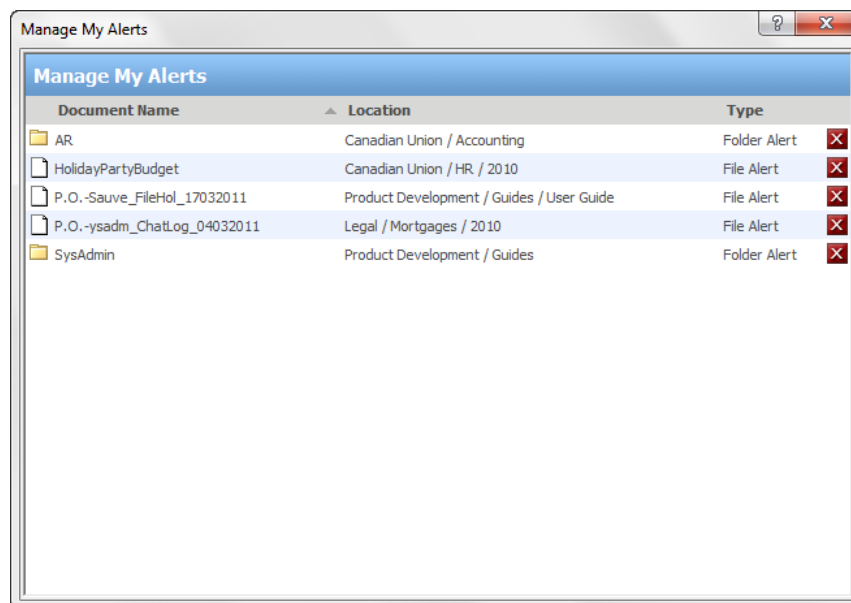 Manage My Alerts
Manage My Alerts
Document Name Location Type
AR Canadian Union / Accounting Folder Alert
HolidayPartyBudget Canadian Union / HR / 2010 File Alert
P.O.-Sauve_FileHol_17032011 Product Development / Guides / User Guide File Alert
P.O.-ysadm_ChatLog_04032011 Legal / Mortgages / 2010 File Alert
SysAdmin Product Development / Guides Folder Alert